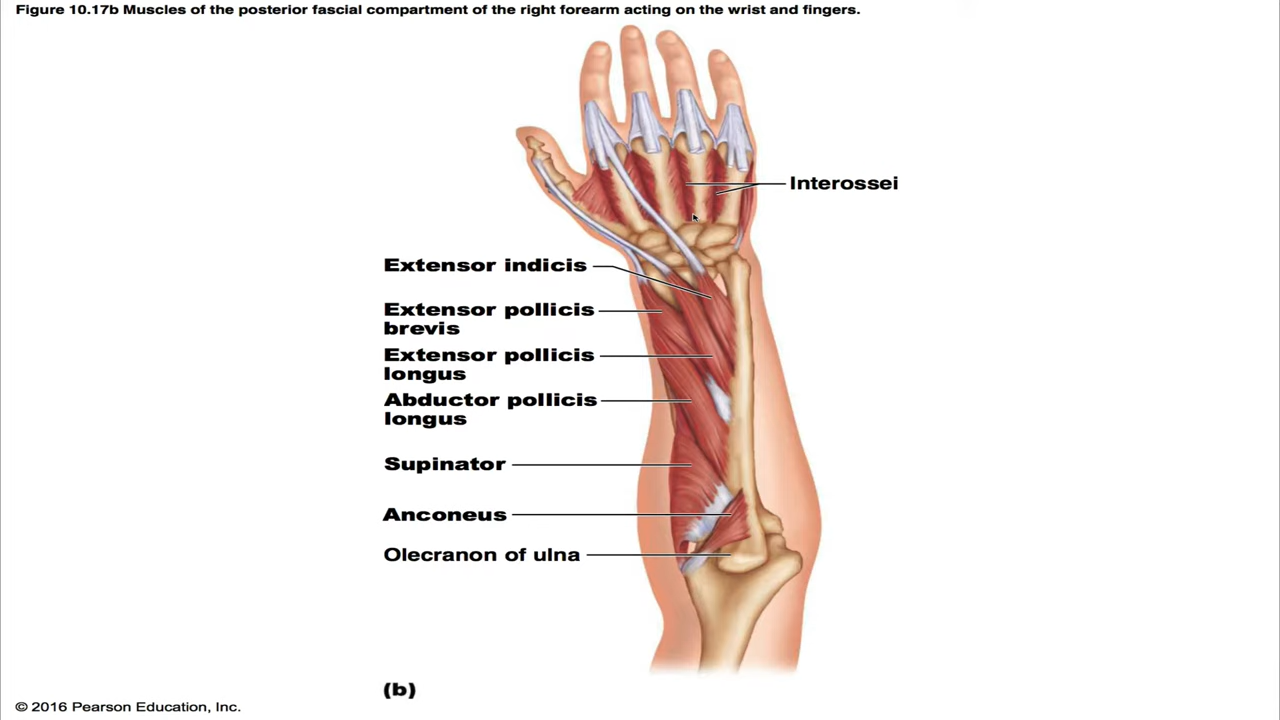 Figure 10.17b Muscles of the posterior fascial compartment of the right forearm acting on the wrist and fingers.
Interossei
Extensor indicis
Extensor pollicis
brevis
Extensor pollicis
longus
Abductor pollicis
longus
Supinator
Anconeus
Olecranon of ulna
(b)
© 2016 Pearson Education, Inc.